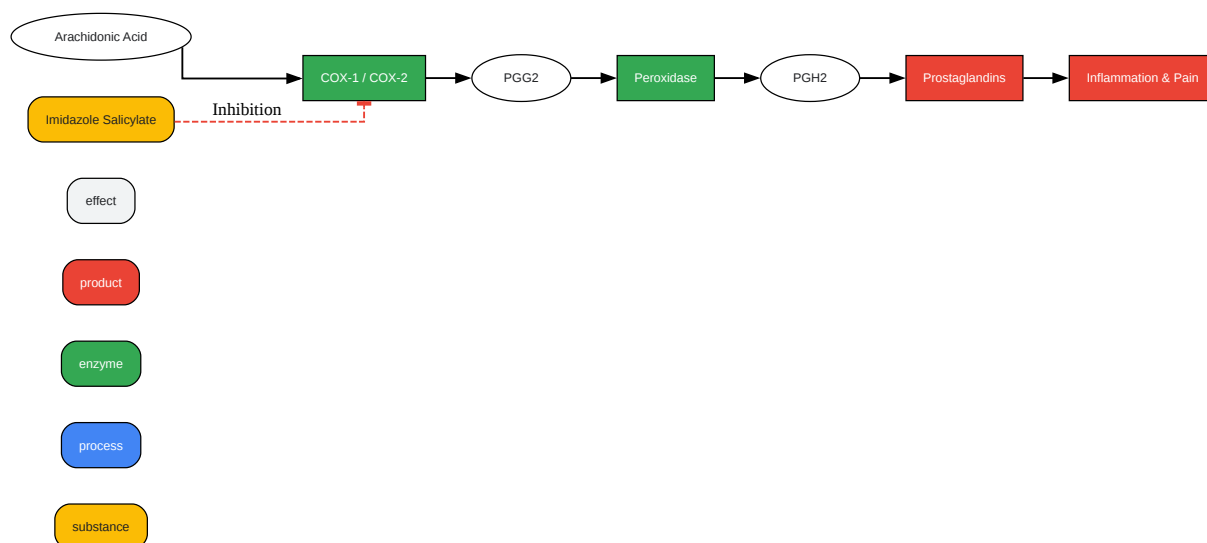 Arachidonic Acid
COX-1 / COX-2
PGG2
Peroxidase
PGH2
Prostaglandins
Inflammation & Pain
Imidazole Salicylate
Inhibition
effect
product
enzyme
process
substance